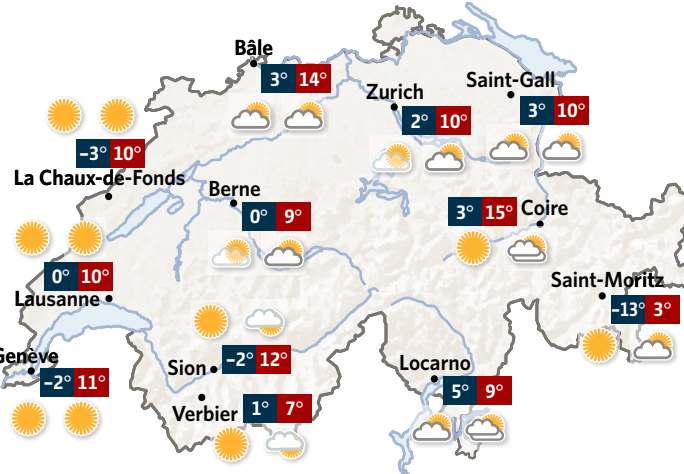 Bâle
3° 14°
Saint-Gall
3° 10°
Zurich
2° 10°
–3° 10°
La Chaux-de-Fonds
Berne
0° 9°
3° 15° Coire
0° 10°
Lausanne
Saint-Moritz
–13° 3°
Genève
–2° 11°
Sion –2° 12°
Locarno
5° 9°
Verbier 1° 7°